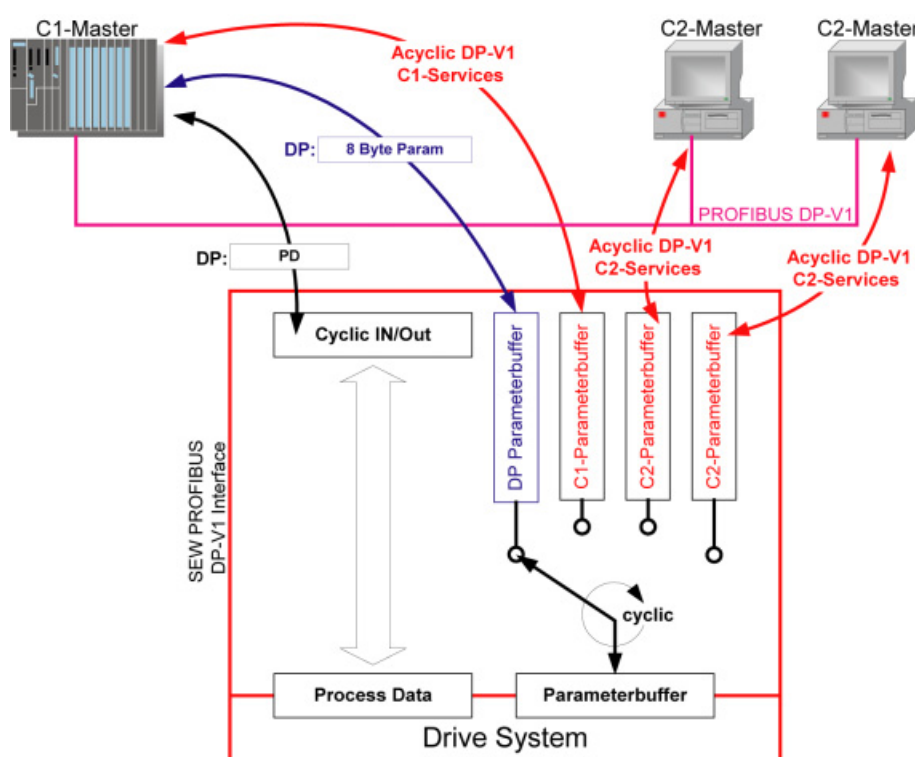 C1-Master
C2-Master
C2-Master
Acyclic DP-V1
C1-Services
DP:
8 Byte Param
PROFIBUS DP-V1
DP:
PD
Acyclic DP-V1
C2-Services
Acyclic DP-V1
C2-Services
Cyclic IN/Out
DP Parameterbuffer
C1-Parameterbuffer
C2-Parameterbuffer
C2-Parameterbuffer
SEW PROFIBUS
DP-V1 Interface
cyclic
Process Data
Parameterbuffer
Drive System